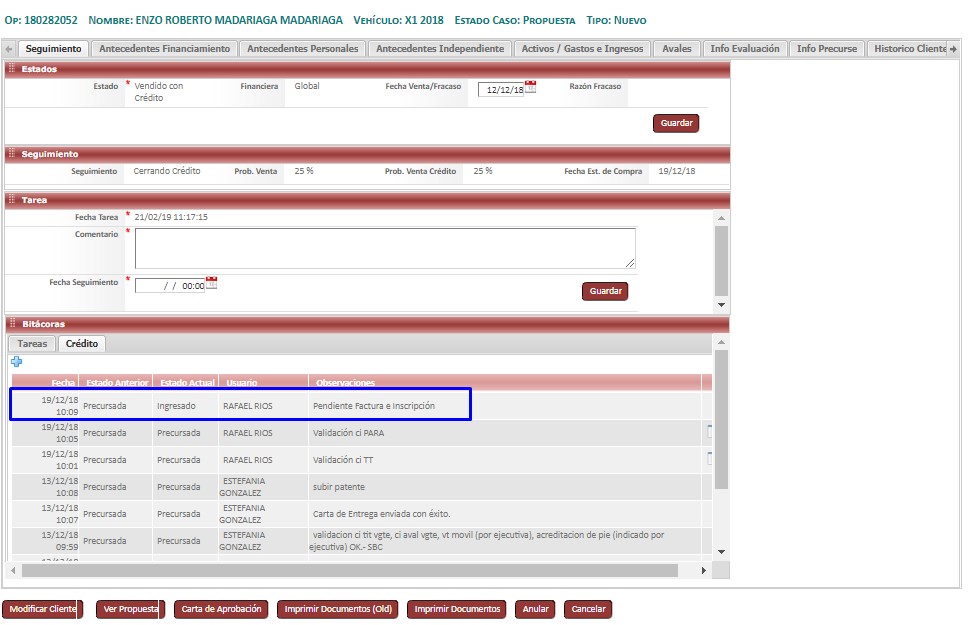 Op: 180282052 Nombre: ENZO ROBERTO MADARIAGA MADARIAGA Vehículo: X1 2018 Estado Caso: Propuesta Tipo: Nuevo
Seguimiento Antecedentes Financiamiento Antecedentes Personales Antecedentes Independiente Activos / Gastos e Ingresos Avales Info Evaluación Info Precurse Historico Cliente
Estados
Estado * Vendido con Crédito Financiera Global Fecha Venta/Fracaso 12/12/18 Razón Fracaso
Guardar
Seguimiento
Seguimiento Cerrando Crédito Prob. Venta 25 % Prob. Venta Crédito 25 % Fecha Est. de Compra 19/12/18
Tarea
Fecha Tarea * 21/02/19 11:17:15
Comentario *
Fecha Seguimiento * / / 00:00
Guardar
Bitácoras
Tareas Crédito
Fecha Estado Anterior Estado Actual Usuario Observaciones
19/12/18 10:09 Precursada Ingresado RAFAEL RIOS Pendiente Factura e Inscripción
19/12/18 10:05 Precursada Precursada RAFAEL RIOS Validación ci PARA
19/12/18 10:01 Precursada Precursada RAFAEL RIOS Validación ci TT
13/12/18 10:08 Precursada Precursada ESTEFANIA GONZALEZ subir patente
13/12/18 10:07 Precursada Precursada ESTEFANIA GONZALEZ Carta de Entrega enviada con éxito.
13/12/18 09:59 Precursada Precursada ESTEFANIA GONZALEZ validacion ci tit vgte, ci aval vgte, vt movil (por ejecutiva), acreditacion de pie (indicado por ejecutiva) OK.- SBC
Modificar Cliente Ver Propuesta Carta de Aprobación Imprimir Documentos (Old) Imprimir Documentos Anular Cancelar